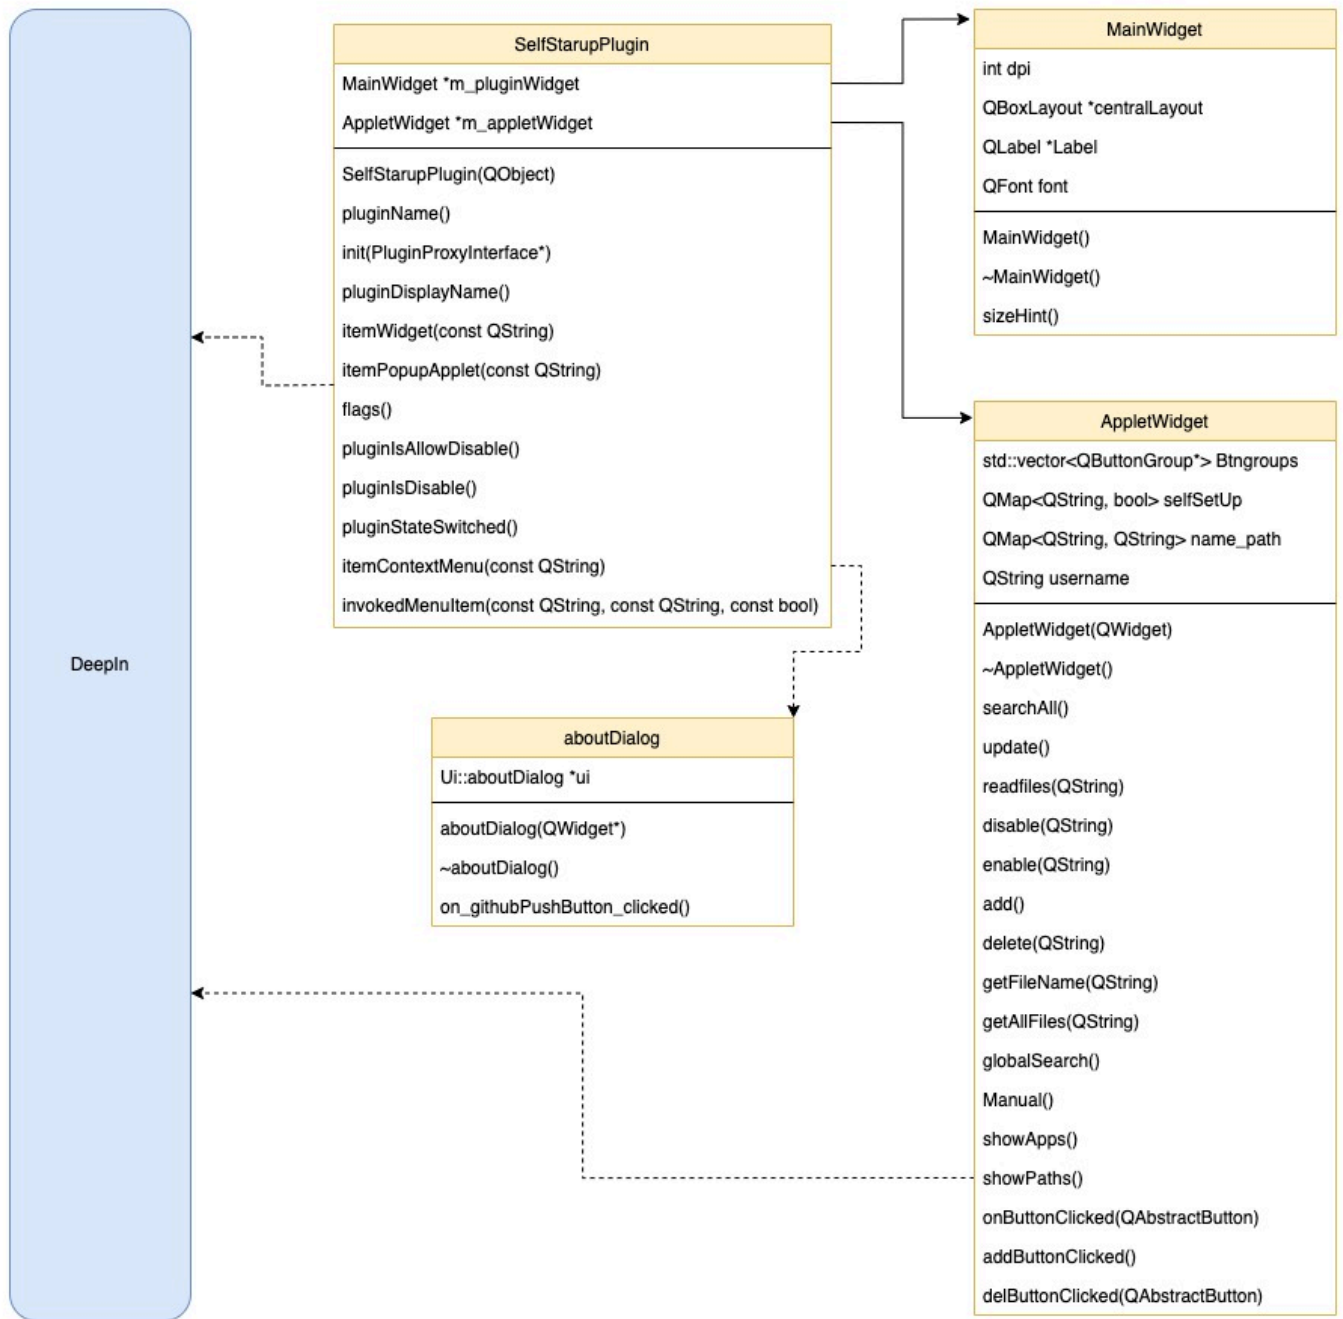 DeepIn
SelfStarupPlugin
MainWidget *m_pluginWidget
AppletWidget *m_appletWidget
SelfStarupPlugin(QObject)
pluginName()
init(PluginProxyInterface*)
pluginDisplayName()
itemWidget(const QString)
itemPopupApplet(const QString)
flags()
pluginIsAllowDisable()
pluginIsDisable()
pluginStateSwitched()
itemContextMenu(const QString)
invokedMenuItem(const QString, const QString, const bool)
aboutDialog
Ui::aboutDialog *ui
aboutDialog(QWidget*)
~aboutDialog()
on_githubPushButton_clicked()
MainWidget
int dpi
QBoxLayout *centralLayout
QLabel *Label
QFont font
MainWidget()
~MainWidget()
sizeHint()
AppletWidget
std::vector<QButtonGroup*> Btngroups
QMap<QString, bool> selfSetUp
QMap<QString, QString> name_path
QString username
AppletWidget(QWidget)
~AppletWidget()
searchAll()
update()
readfiles(QString)
disable(QString)
enable(QString)
add()
delete(QString)
getFileName(QString)
getAllFiles(QString)
globalSearch()
Manual()
showApps()
showPaths()
onButtonClicked(QAbstractButton)
addButtonClicked()
delButtonClicked(QAbstractButton)